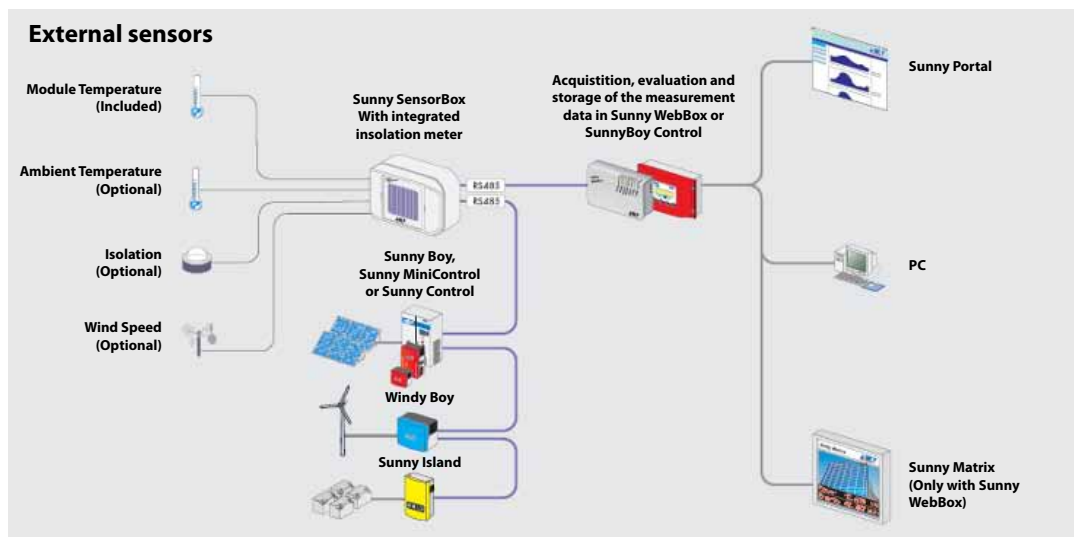 External sensors
Module Temperature
(Included)
Ambient Temperature
(Optional)
Isolation
(Optional)
Wind Speed
(Optional)
Sunny SensorBox
With integrated
insolation meter
RS485
RS485
Acquistition, evaluation and
storage of the measurement
data in Sunny WebBox or
SunnyBoy Control
Sunny Boy,
Sunny MiniControl
or Sunny Control
Windy Boy
Sunny Island
Sunny Portal
PC
Sunny Matrix
(Only with Sunny
WebBox)